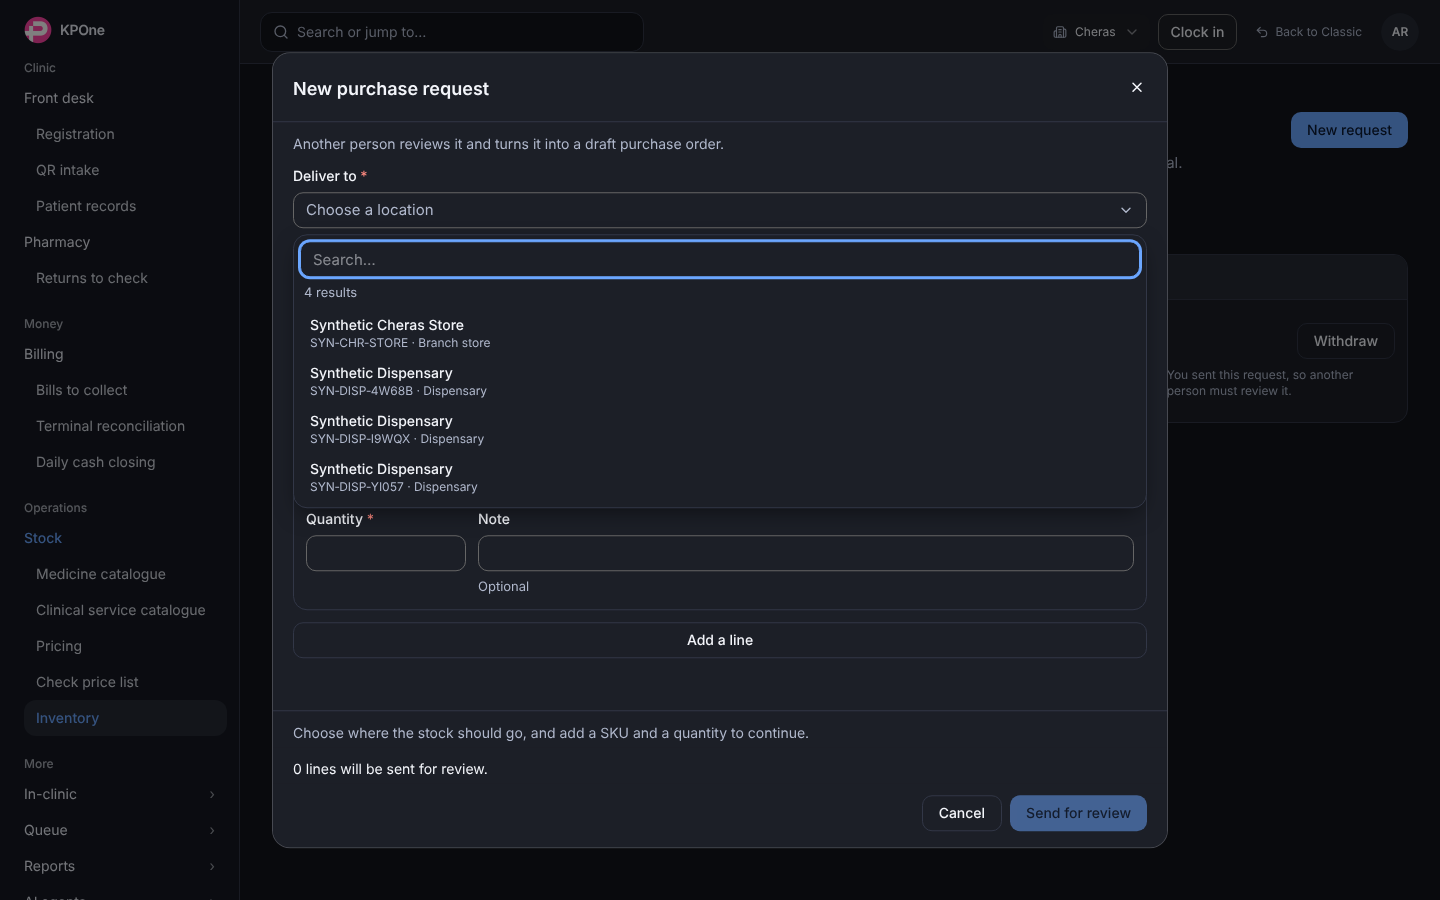 KPOne
Search or jump to...
Cheras
Clock in
Back to Classic
AR
Clinic
Front desk
Registration
QR intake
Patient records
Pharmacy
Returns to check
Money
Billing
Bills to collect
Terminal reconciliation
Daily cash closing
Operations
Stock
Medicine catalogue
Clinical service catalogue
Pricing
Check price list
Inventory
More
In-clinic
Queue
Reports
New request
al.
Withdraw
You sent this request, so another
person must review it.
New purchase request
Another person reviews it and turns it into a draft purchase order.
Deliver to *
Choose a location
Search...
4 results
Synthetic Cheras Store
SYN-CHR-STORE · Branch store
Synthetic Dispensary
SYN-DISP-4W68B · Dispensary
Synthetic Dispensary
SYN-DISP-I9WQX · Dispensary
Synthetic Dispensary
SYN-DISP-YI057 · Dispensary
Quantity *
Note
Optional
Add a line
Choose where the stock should go, and add a SKU and a quantity to continue.
0 lines will be sent for review.
Cancel
Send for review